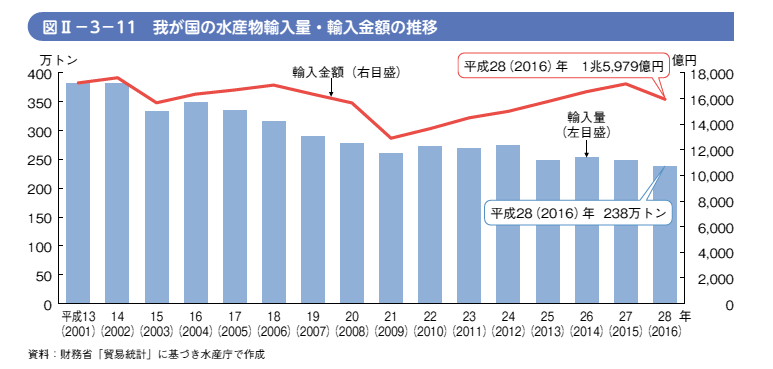 図Ⅱ－3－11 我が国の水産物輸入量・輸入金額の推移
万トン
億円
輸入金額（右目盛）
平成28（2016）年 1兆5,979億円
輸入量
（左目盛）
平成28（2016）年 238万トン
400
350
300
250
200
150
100
50
0
18,000
16,000
14,000
12,000
10,000
8,000
6,000
4,000
2,000
0
平成13 14 15 16 17 18 19 20 21 22 23 24 25 26 27 28 年
(2001) (2002) (2003) (2004) (2005) (2006) (2007) (2008) (2009) (2010) (2011) (2012) (2013) (2014) (2015) (2016)
資料：財務省「貿易統計」に基づき水産庁で作成